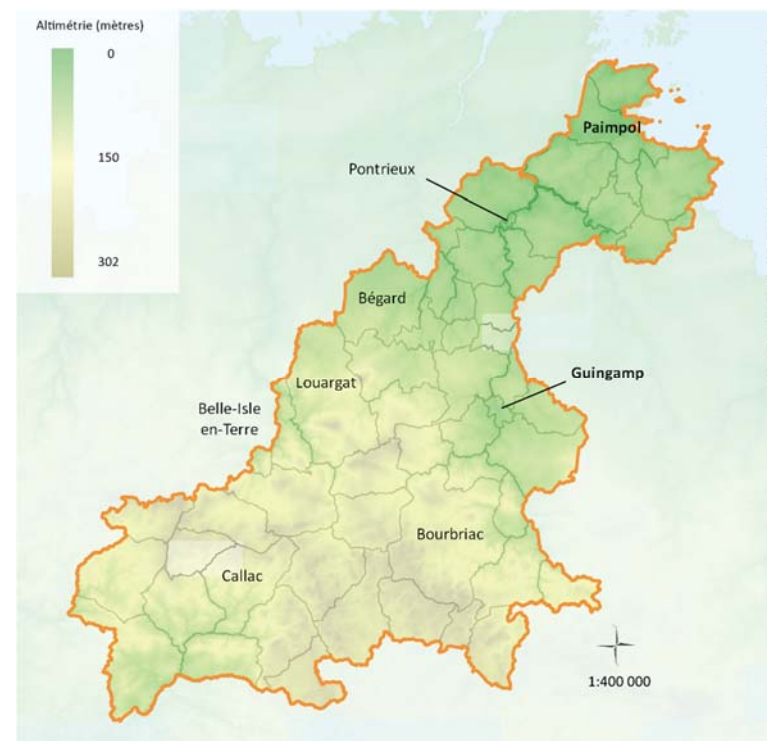 Altimétrie (mètres)
0
150
302
Paimpol
Pontrieux
Bégard
Guingamp
Louargat
Belle-Isle
en-Terre
Bourbriac
Callac
1:400 000